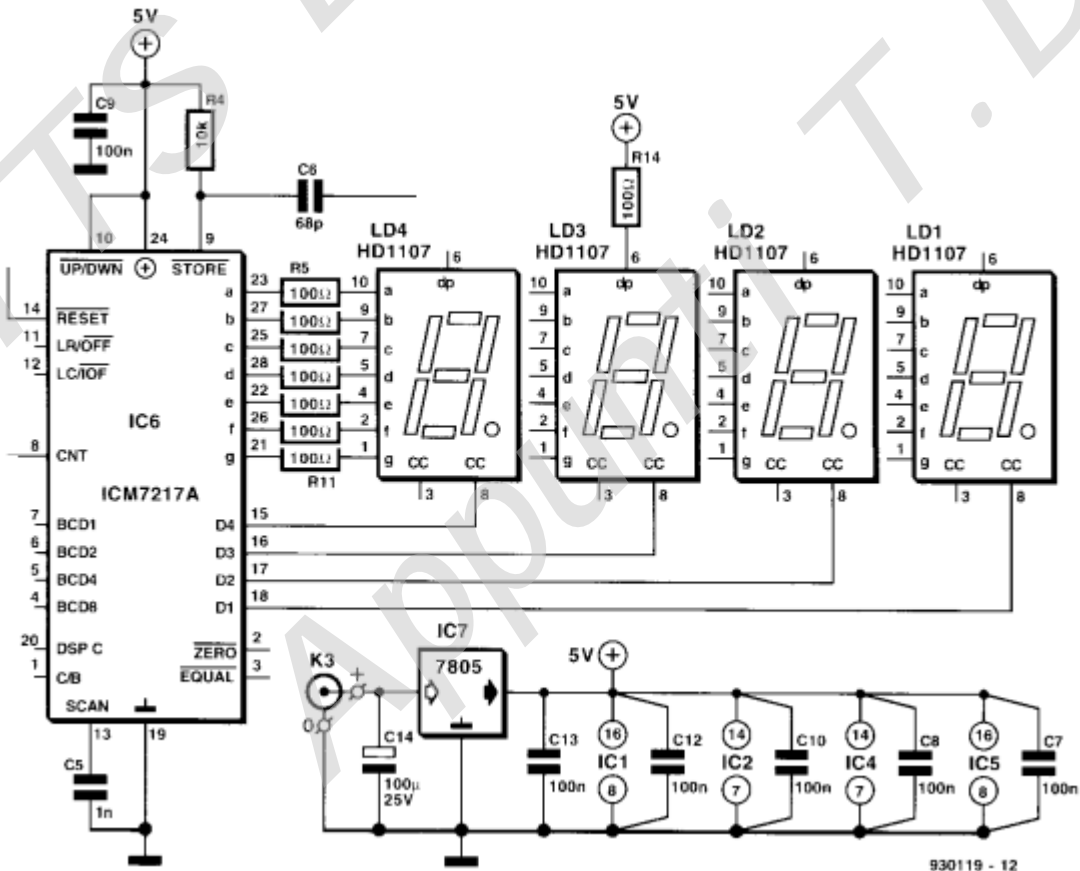 5V
C9
100n
R4
10k
C6
68p
5V
R14
100Ω
LD4
HD1107
LD3
HD1107
LD2
HD1107
LD1
HD1107
10 24 9
UP/DWN STORE
14 RESET
11 LR/OFF
12 LC/IOF
IC6
8 CNT
ICM7217A
7 BCD1
6 BCD2
5 BCD4
4 BCD8
20 DSP C
1 C/B
SCAN
13 19
C5
1n
a 23
b 27
c 25
d 28
e 22
f 26
g 21
D4 15
D3 16
D2 17
D1 18
ZERO 2
EQUAL 3
R5
100Ω
100Ω
100Ω
100Ω
100Ω
100Ω
100Ω
R11
6
dp
10 a
9 b
7 c
5 d
4 e
2 f
1 g
CC CC
3 8
6
dp
10 a
9 b
7 c
5 d
4 e
2 f
1 g
CC CC
3 8
6
dp
10 a
9 b
7 c
5 d
4 e
2 f
1 g
CC CC
3 8
6
dp
10 a
9 b
7 c
5 d
4 e
2 f
1 g
CC CC
3 8
K3
+
0
IC7
7805
C14
100µ
25V
5V
C13
100n
16
IC1
8
C12
100n
14
IC2
7
C10
100n
14
IC4
7
C8
100n
16
IC5
8
C7
100n
930119 - 12
Appunti